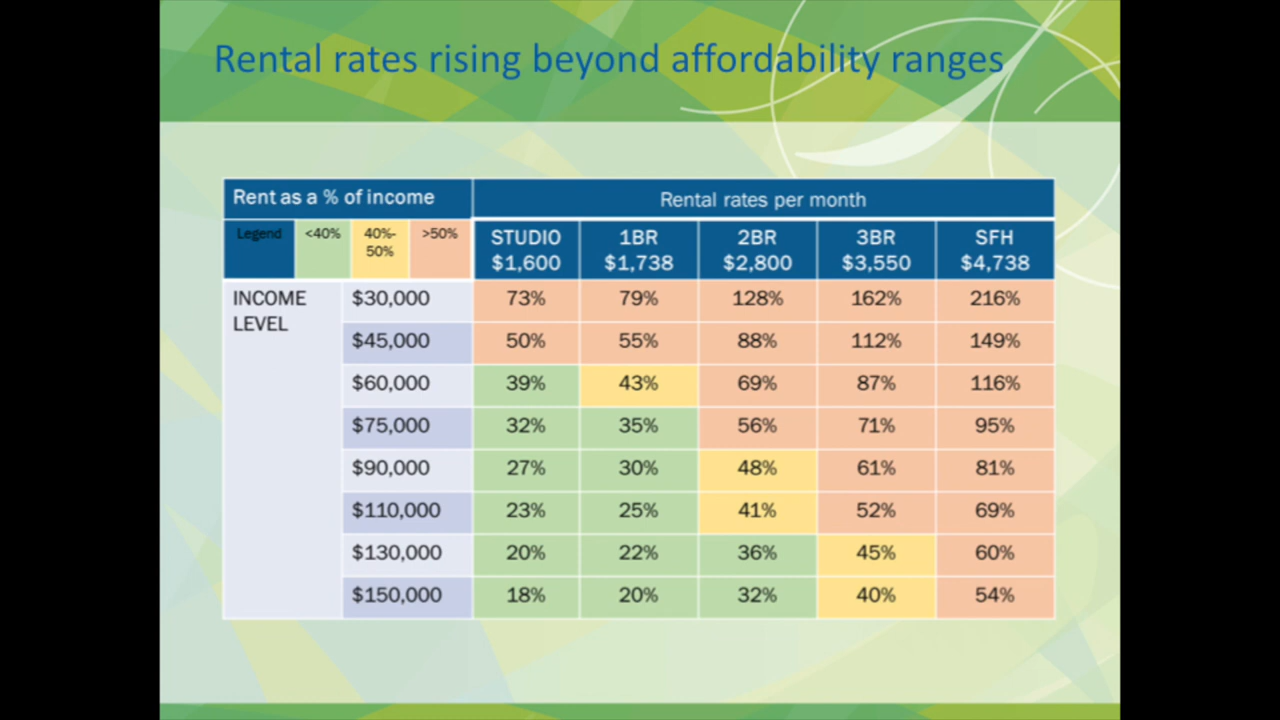 Rental rates rising beyond affordability ranges
Rent as a % of income
Rental rates per month
Legend <40% 40%- >50%
50%
STUDIO 1BR 2BR 3BR SFH
$1,600 $1,738 $2,800 $3,550 $4,738
INCOME $30,000 73% 79% 128% 162% 216%
LEVEL
$45,000 50% 55% 88% 112% 149%
$60,000 39% 43% 69% 87% 116%
$75,000 32% 35% 56% 71% 95%
$90,000 27% 30% 48% 61% 81%
$110,000 23% 25% 41% 52% 69%
$130,000 20% 22% 36% 45% 60%
$150,000 18% 20% 32% 40% 54%